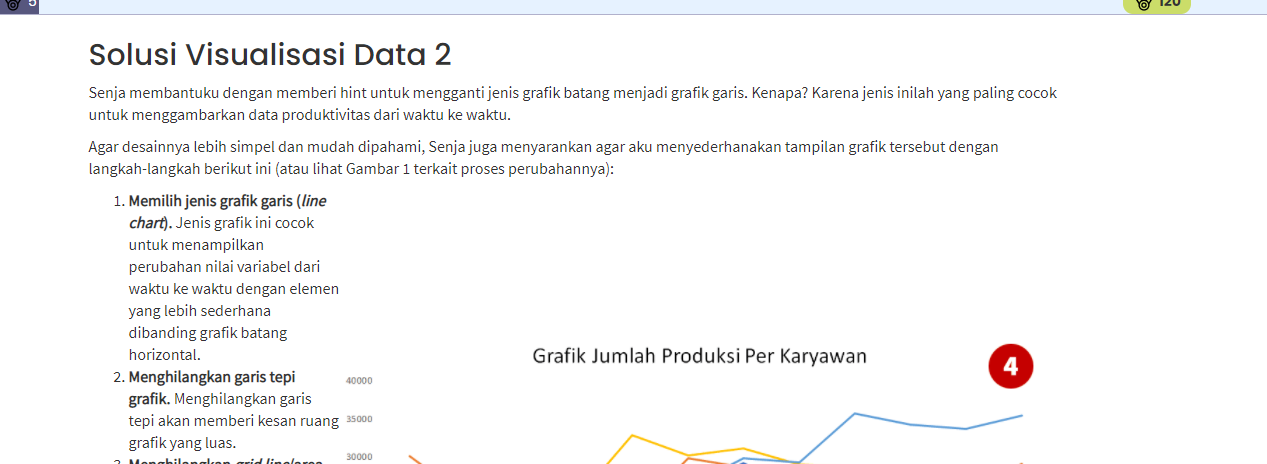 5
120
Solusi Visualisasi Data 2
Senja membantuku dengan memberi hint untuk mengganti jenis grafik batang menjadi grafik garis. Kenapa? Karena jenis inilah yang paling cocok
untuk menggambarkan data produktivitas dari waktu ke waktu.
Agar desainnya lebih simpel dan mudah dipahami, Senja juga menyarankan agar aku menyederhanakan tampilan grafik tersebut dengan
langkah-langkah berikut ini (atau lihat Gambar 1 terkait proses perubahannya):
1. Memilih jenis grafik garis (line
chart). Jenis grafik ini cocok
untuk menampilkan
perubahan nilai variabel dari
waktu ke waktu dengan elemen
yang lebih sederhana
dibanding grafik batang
horizontal.
2. Menghilangkan garis tepi
grafik. Menghilangkan garis
tepi akan memberi kesan ruang
grafik yang luas.
3. Menghilangkan grid line/area
Grafik Jumlah Produksi Per Karyawan
4
40000
35000
30000